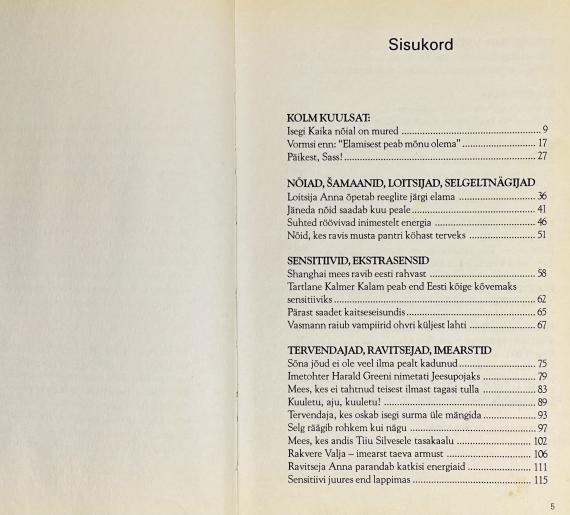 Sisukord
KOLM KUULSAT:
Isegi Kaika nõial on mured ........ 9
Vormsi enn: "Elamisest peab mõnu olema" ........ 17
Päikest, Sass! ........ 27
NÕIAD, ŠAMAANID, LOITSIJAD, SELGELTNÄGIJAD
Loitsija Anna õpetab reeglite järgi elama ........ 36
Jäneda nõid saadab kuu peale ........ 41
Suhted röövivad inimestelt energia ........ 46
Nõid, kes ravis musta pantri köhast terveks ........ 51
SENSITIIVID, EKSTRASENSID
Shanghai mees ravib eesti rahvast ........ 58
Tartlane Kalmer Kalam peab end Eesti kõige kõvemaks
sensitiiviks ........ 62
Pärast saadet kaitseseisundis ........ 65
Vasmann raiub vampiirid ohvri küljest lahti ........ 67
TERVENDAJAD, RAVITSEJAD, IMEARSTID
Sõna jõud ei ole veel ilma pealt kadunud ........ 75
Imetohter Harald Greeni nimetati Jeesupojaks ........ 79
Mees, kes ei tahtnud teisest ilmast tagasi tulla ........ 83
Kuuletu, aju, kuuletu! ........ 89
Tervendaja, kes oskab isegi surma üle mängida ........ 93
Selg räägib rohkem kui nägu ........ 97
Mees, kes andis Tiiu Silvesele tasakaalu ........ 102
Rakvere Valja – imearst taeva armust ........ 106
Ravitseja Anna parandab katkisi energiaid ........ 111
Sensitiivi juures end lappimas ........ 115
5